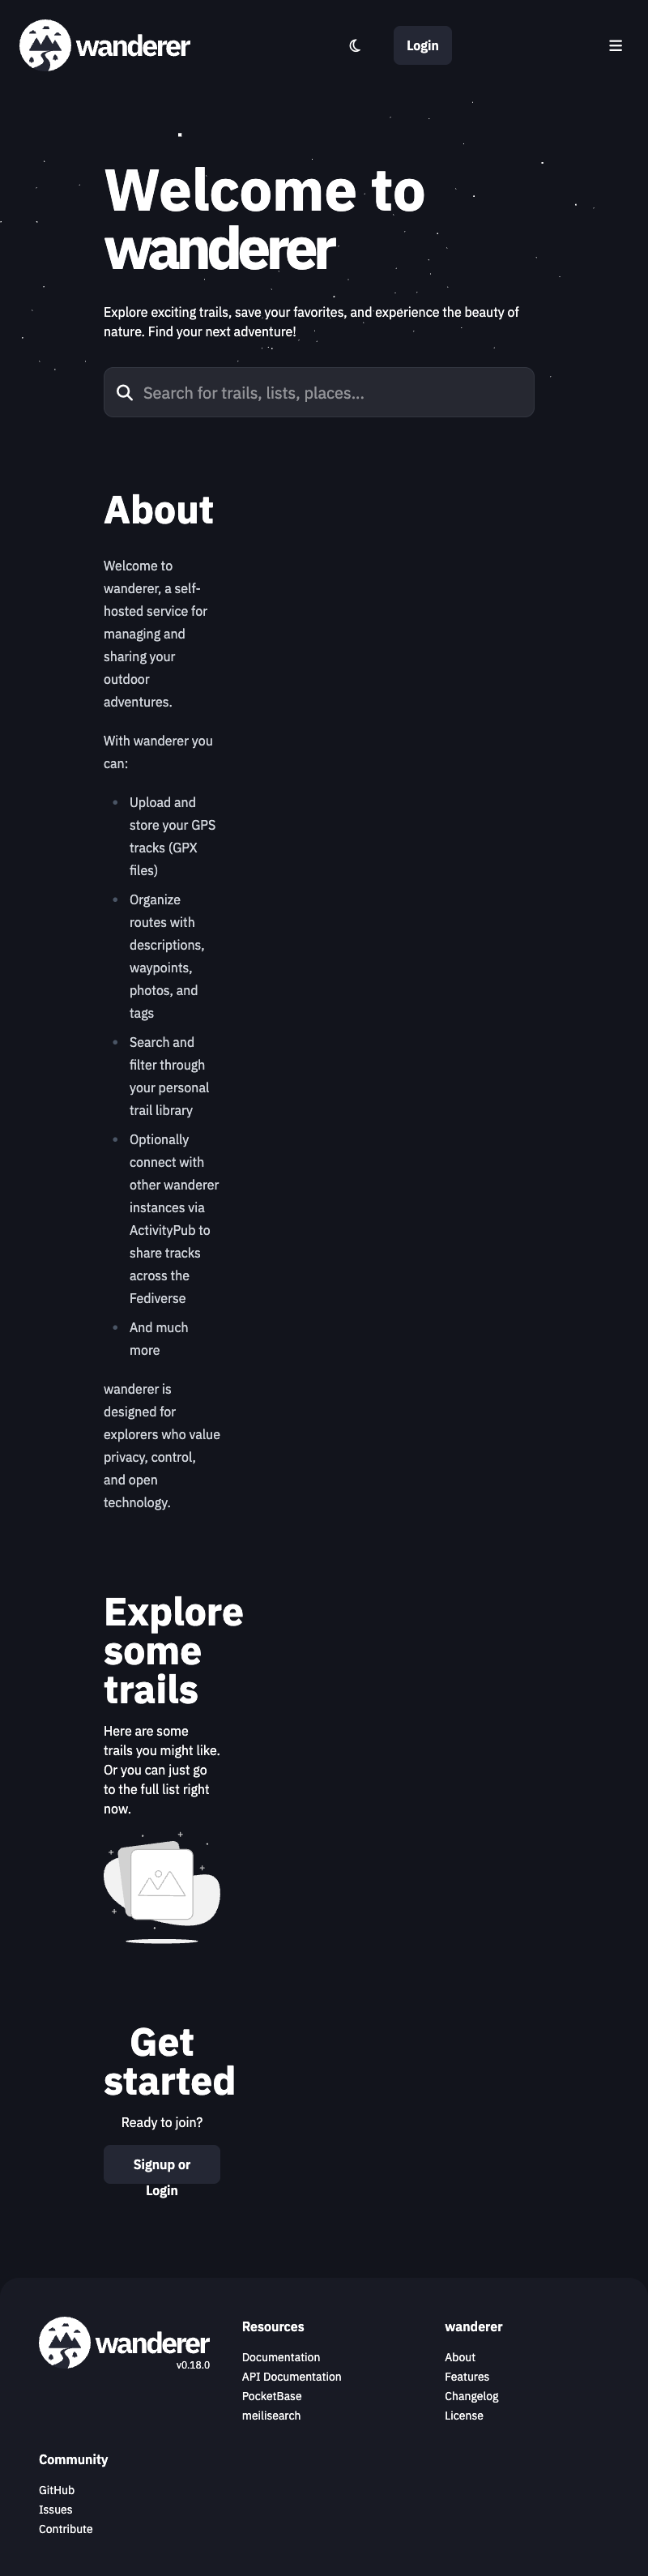 wanderer
Login
Welcome to
wanderer
Explore exciting trails, save your favorites, and experience the beauty of
nature. Find your next adventure!
Search for trails, lists, places...
About
Welcome to
wanderer, a self-
hosted service for
managing and
sharing your
outdoor
adventures.
With wanderer you
can:
Upload and
store your GPS
tracks (GPX
files)
Organize
routes with
descriptions,
waypoints,
photos, and
tags
Search and
filter through
your personal
trail library
Optionally
connect with
other wanderer
instances via
ActivityPub to
share tracks
across the
Fediverse
And much
more
wanderer is
designed for
explorers who value
privacy, control,
and open
technology.
Explore
some
trails
Here are some
trails you might like.
Or you can just go
to the full list right
now.
Get
started
Ready to join?
Signup or
Login
wanderer
v0.18.0
Resources
Documentation
API Documentation
PocketBase
meilisearch
wanderer
About
Features
Changelog
License
Community
GitHub
Issues
Contribute